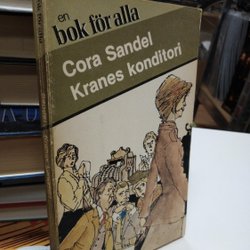 en
bok för alla
Cora Sandel
Kranes konditori